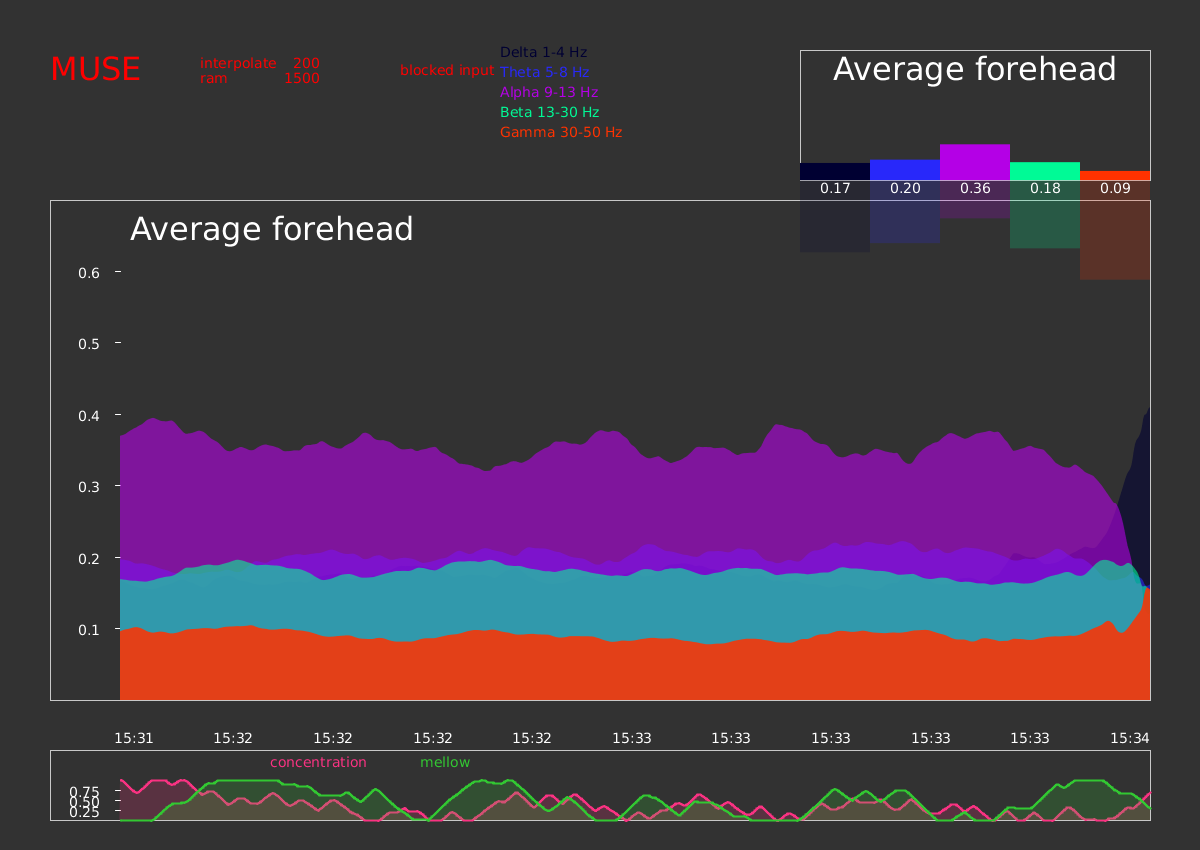 MUSE
interpolate 200
ram 1500
blocked input
Delta 1-4 Hz
Theta 5-8 Hz
Alpha 9-13 Hz
Beta 13-30 Hz
Gamma 30-50 Hz
Average forehead
0.17 0.20 0.36 0.18 0.09
Average forehead
0.6
0.5
0.4
0.3
0.2
0.1
15:31 15:32 15:32 15:32 15:32 15:33 15:33 15:33 15:33 15:33 15:34
concentration mellow
0.75
0.50
0.25